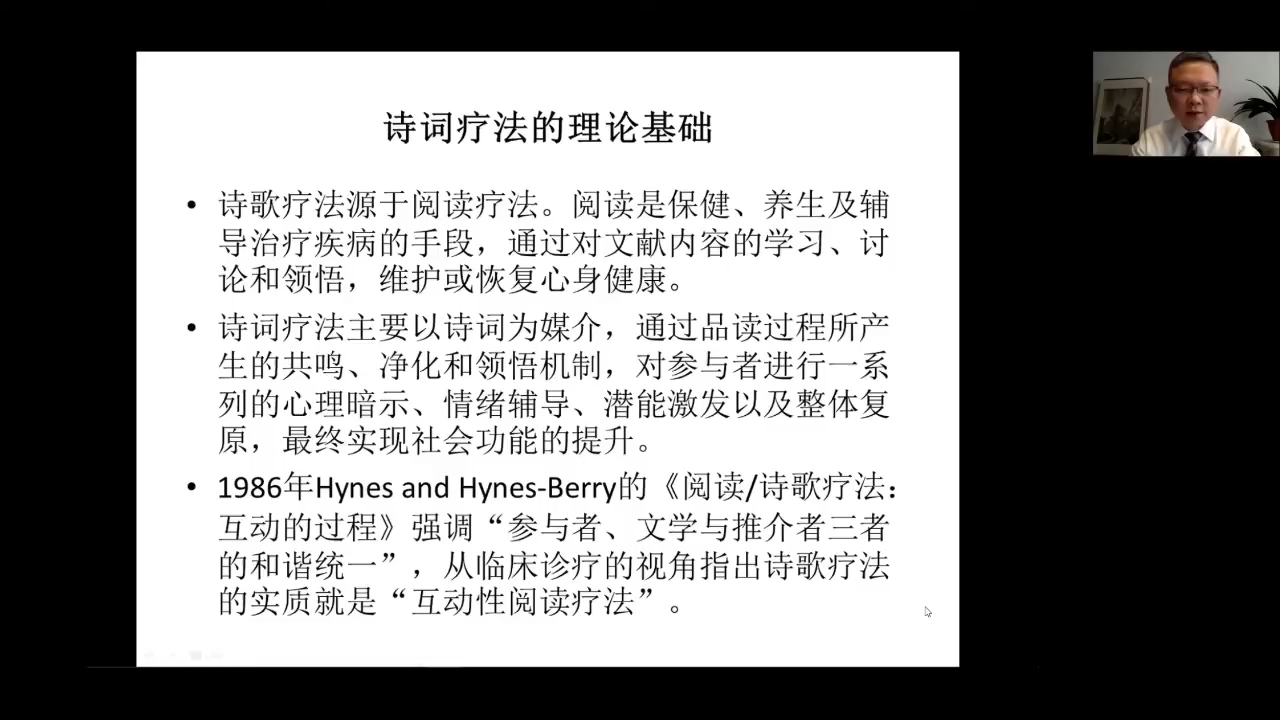 诗词疗法的理论基础
• 诗歌疗法源于阅读疗法。阅读是保健、养生及辅
导治疗疾病的手段，通过对文献内容的学习、讨
论和领悟，维护或恢复心身健康。
• 诗词疗法主要以诗词为媒介，通过品读过程所产
生的共鸣、净化和领悟机制，对参与者进行一系
列的心理暗示、情绪辅导、潜能激发以及整体复
原，最终实现社会功能的提升。
• 1986年Hynes and Hynes-Berry的《阅读/诗歌疗法：
互动的过程》强调“参与者、文学与推介者三者
的和谐统一”，从临床诊疗的视角指出诗歌疗法
的实质就是“互动性阅读疗法”。